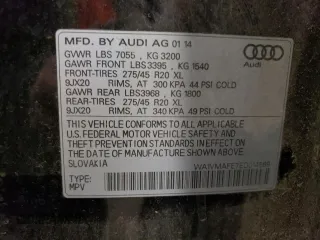 MFD. BY AUDI AG 01 14
GVWR LBS 7055 , KG 3200
GAWR FRONT LBS3395 , KG 1540
FRONT-TIRES 275/45 R20 XL
9JX20 RIMS, AT 300 KPA 44 PSI COLD
GAWR REAR LBS3968 , KG 1800
REAR-TIRES 275/45 R20 XL
9JX20 RIMS, AT 340 KPA 49 PSI COLD
Audi
THIS VEHICLE CONFORMS TO ALL APPLICABLE
U.S. FEDERAL MOTOR VEHICLE SAFETY AND
THEFT PREVENTION STANDARDS IN EFFECT
ON THE DATE OF MANUFACTURE SHOWN ABOVE.
SLOVAKIA
TYPE:
MPV